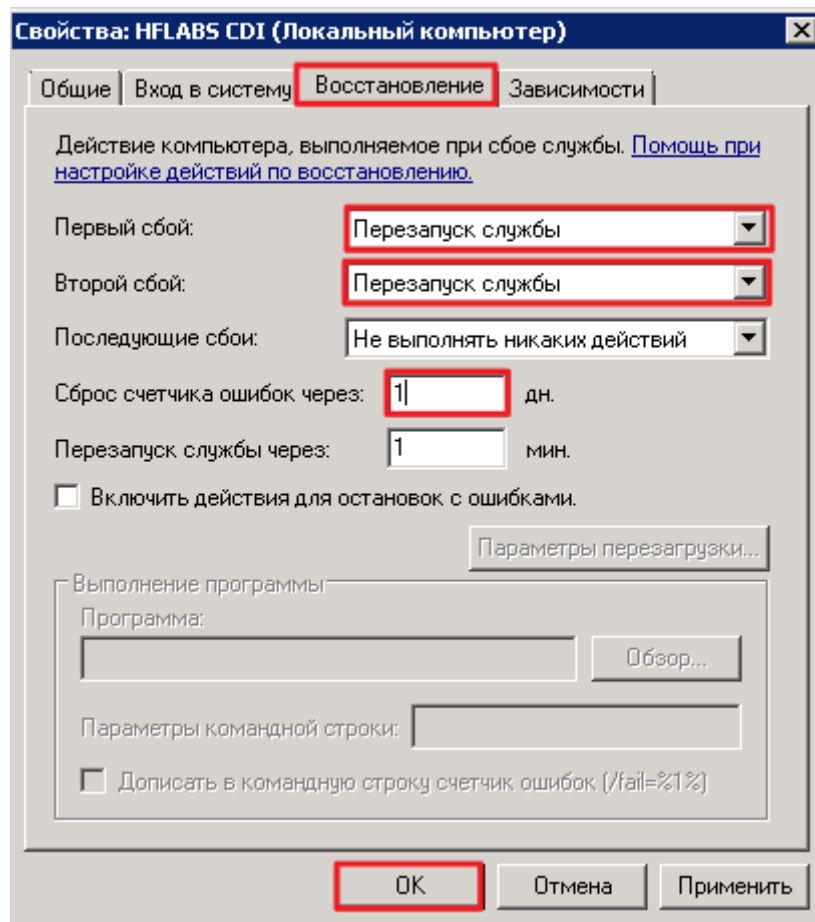 Свойства: HFLABS CDI (Локальный компьютер)
Общие Вход в систему Восстановление Зависимости
Действие компьютера, выполняемое при сбое службы. Помощь при
настройке действий по восстановлению.
Первый сбой: Перезапуск службы
Второй сбой: Перезапуск службы
Последующие сбои: Не выполнять никаких действий
Сброс счетчика ошибок через: 1 дн.
Перезапуск службы через: 1 мин.
Включить действия для остановок с ошибками.
Параметры перезагрузки...
Выполнение программы
Программа:
Обзор...
Параметры командной строки:
Дописать в командную строку счетчик ошибок (/fail=%1%)
ОК Отмена Применить